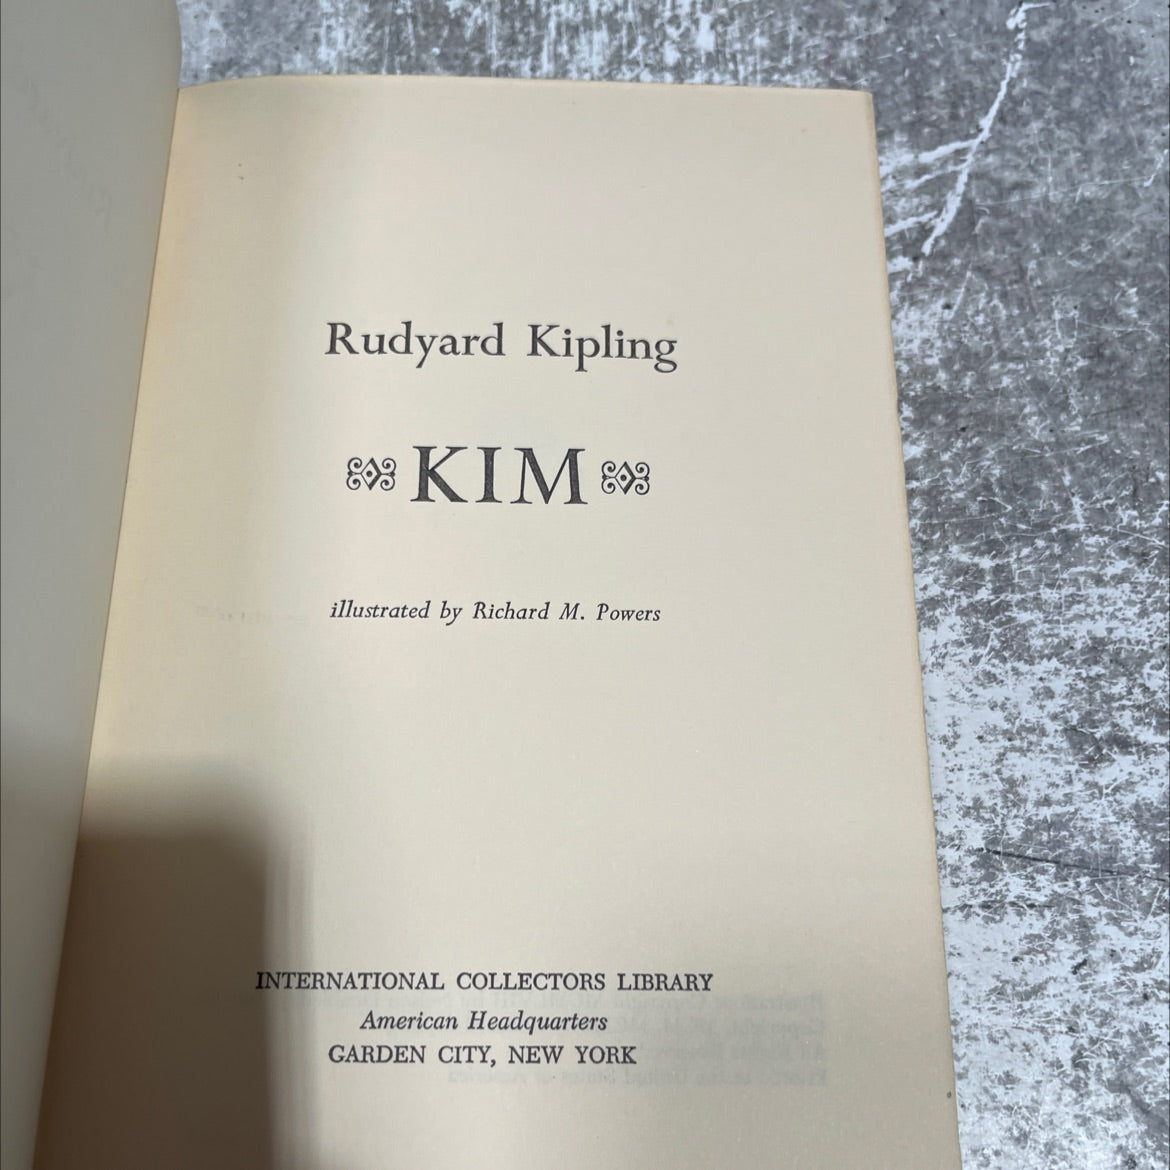 Rudyard Kipling
KIM
illustrated by Richard M. Powers
INTERNATIONAL COLLECTORS LIBRARY
American Headquarters
GARDEN CITY, NEW YORK